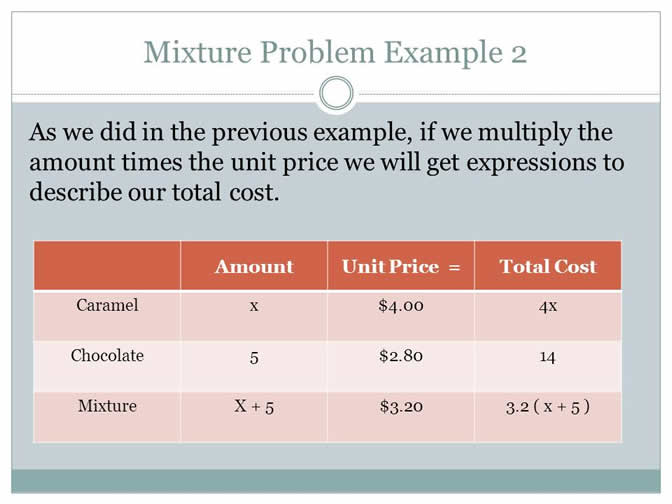 Mixture Problem Example 2
As we did in the previous example, if we multiply the
amount times the unit price we will get expressions to
describe our total cost.
Amount Unit Price = Total Cost
Caramel x $4.00 4x
Chocolate 5 $2.80 14
Mixture X + 5 $3.20 3.2 ( x + 5 )